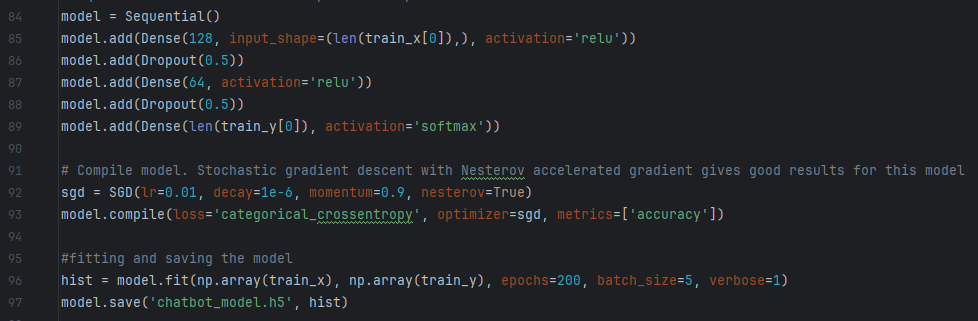 84 model = Sequential()
85 model.add(Dense(128, input_shape=(len(train_x[0]),), activation='relu'))
86 model.add(Dropout(0.5))
87 model.add(Dense(64, activation='relu'))
88 model.add(Dropout(0.5))
89 model.add(Dense(len(train_y[0]), activation='softmax'))
90
91 # Compile model. Stochastic gradient descent with Nesterov accelerated gradient gives good results for this model
92 sgd = SGD(lr=0.01, decay=1e-6, momentum=0.9, nesterov=True)
93 model.compile(loss='categorical_crossentropy', optimizer=sgd, metrics=['accuracy'])
94
95 #fitting and saving the model
96 hist = model.fit(np.array(train_x), np.array(train_y), epochs=200, batch_size=5, verbose=1)
97 model.save('chatbot_model.h5', hist)